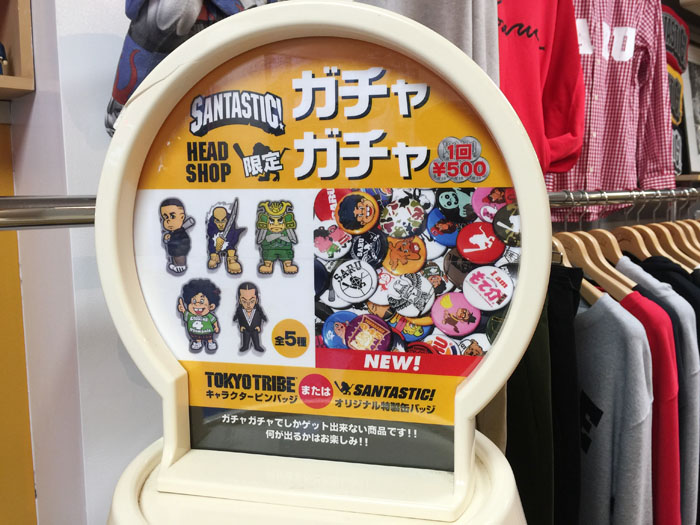 SANTASTIC!
ガチャ
ガチャ
HEAD
SHOP
限定
1回
¥500
SARU
SARU
I am
全5種
NEW!
TOKYO TRIBE
キャラクターピンバッジ
または
SANTASTIC!
オリジナル特製缶バッジ
ガチャガチャでしかゲット出来ない商品です!!
何が出るかはお楽しみ!!